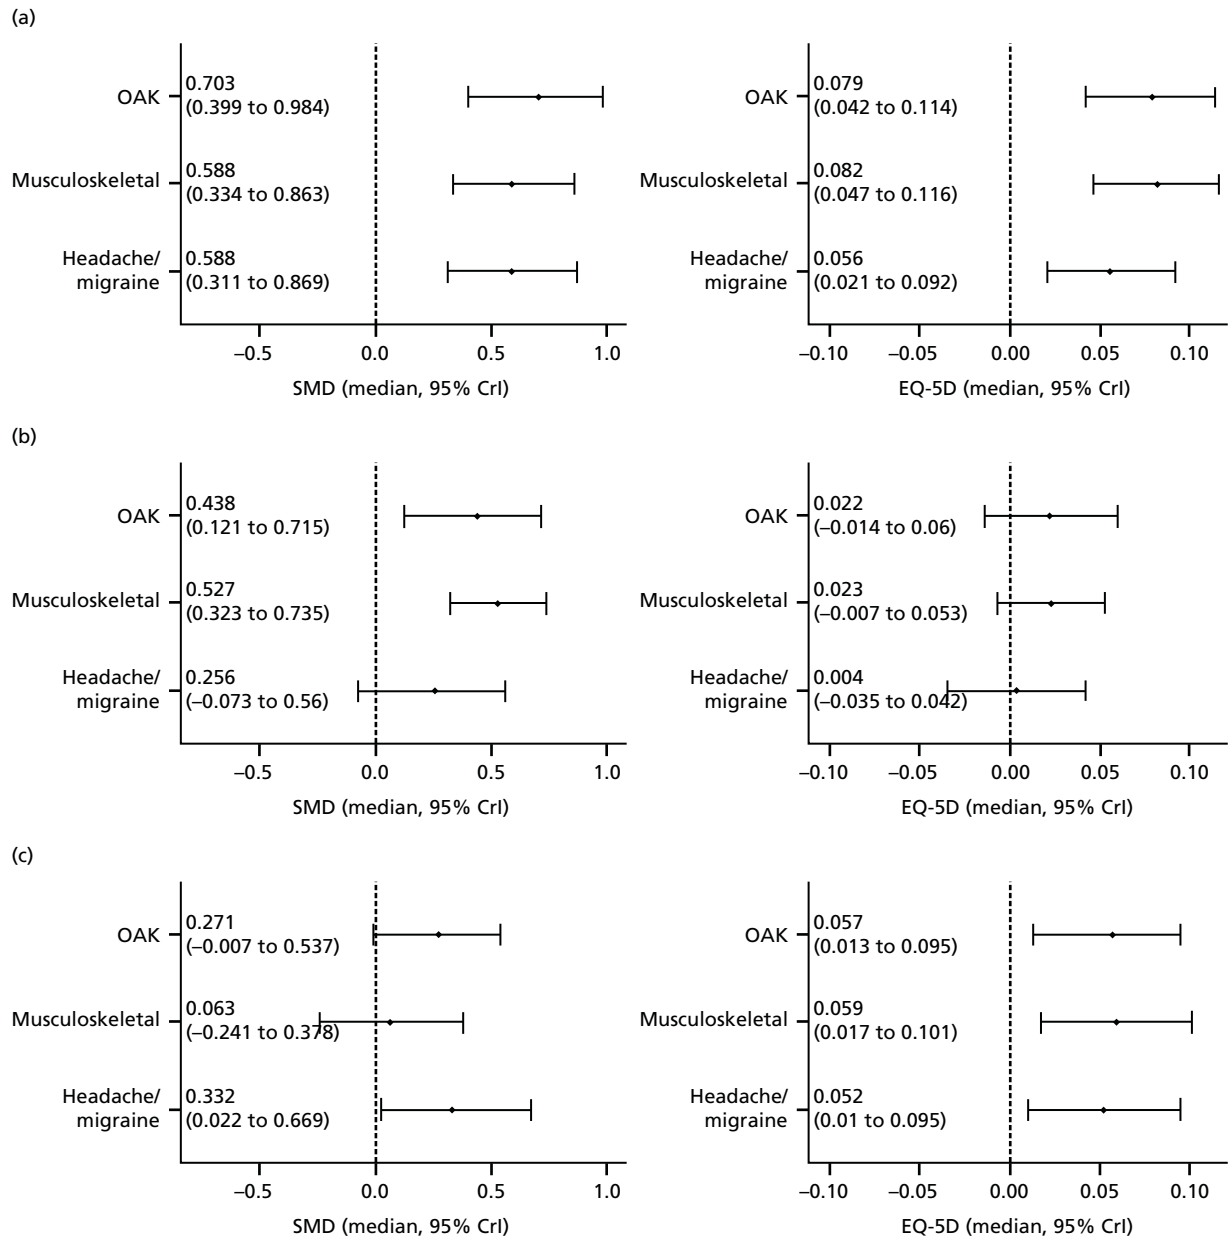 (a)
OAK
0.703
(0.399 to 0.984)
Musculoskeletal
0.588
(0.334 to 0.863)
Headache/
migraine
0.588
(0.311 to 0.869)
–0.5 0.0 0.5 1.0
SMD (median, 95% CrI)
OAK
0.079
(0.042 to 0.114)
Musculoskeletal
0.082
(0.047 to 0.116)
Headache/
migraine
0.056
(0.021 to 0.092)
–0.10 –0.05 0.00 0.05 0.10
EQ-5D (median, 95% CrI)
(b)
OAK
0.438
(0.121 to 0.715)
Musculoskeletal
0.527
(0.323 to 0.735)
Headache/
migraine
0.256
(–0.073 to 0.56)
–0.5 0.0 0.5 1.0
SMD (median, 95% CrI)
OAK
0.022
(–0.014 to 0.06)
Musculoskeletal
0.023
(–0.007 to 0.053)
Headache/
migraine
0.004
(–0.035 to 0.042)
–0.10 –0.05 0.00 0.05 0.10
EQ-5D (median, 95% CrI)
(c)
OAK
0.271
(–0.007 to 0.537)
Musculoskeletal
0.063
(–0.241 to 0.378)
Headache/
migraine
0.332
(0.022 to 0.669)
–0.5 0.0 0.5 1.0
SMD (median, 95% CrI)
OAK
0.057
(0.013 to 0.095)
Musculoskeletal
0.059
(0.017 to 0.101)
Headache/
migraine
0.052
(0.01 to 0.095)
–0.10 –0.05 0.00 0.05 0.10
EQ-5D (median, 95% CrI)